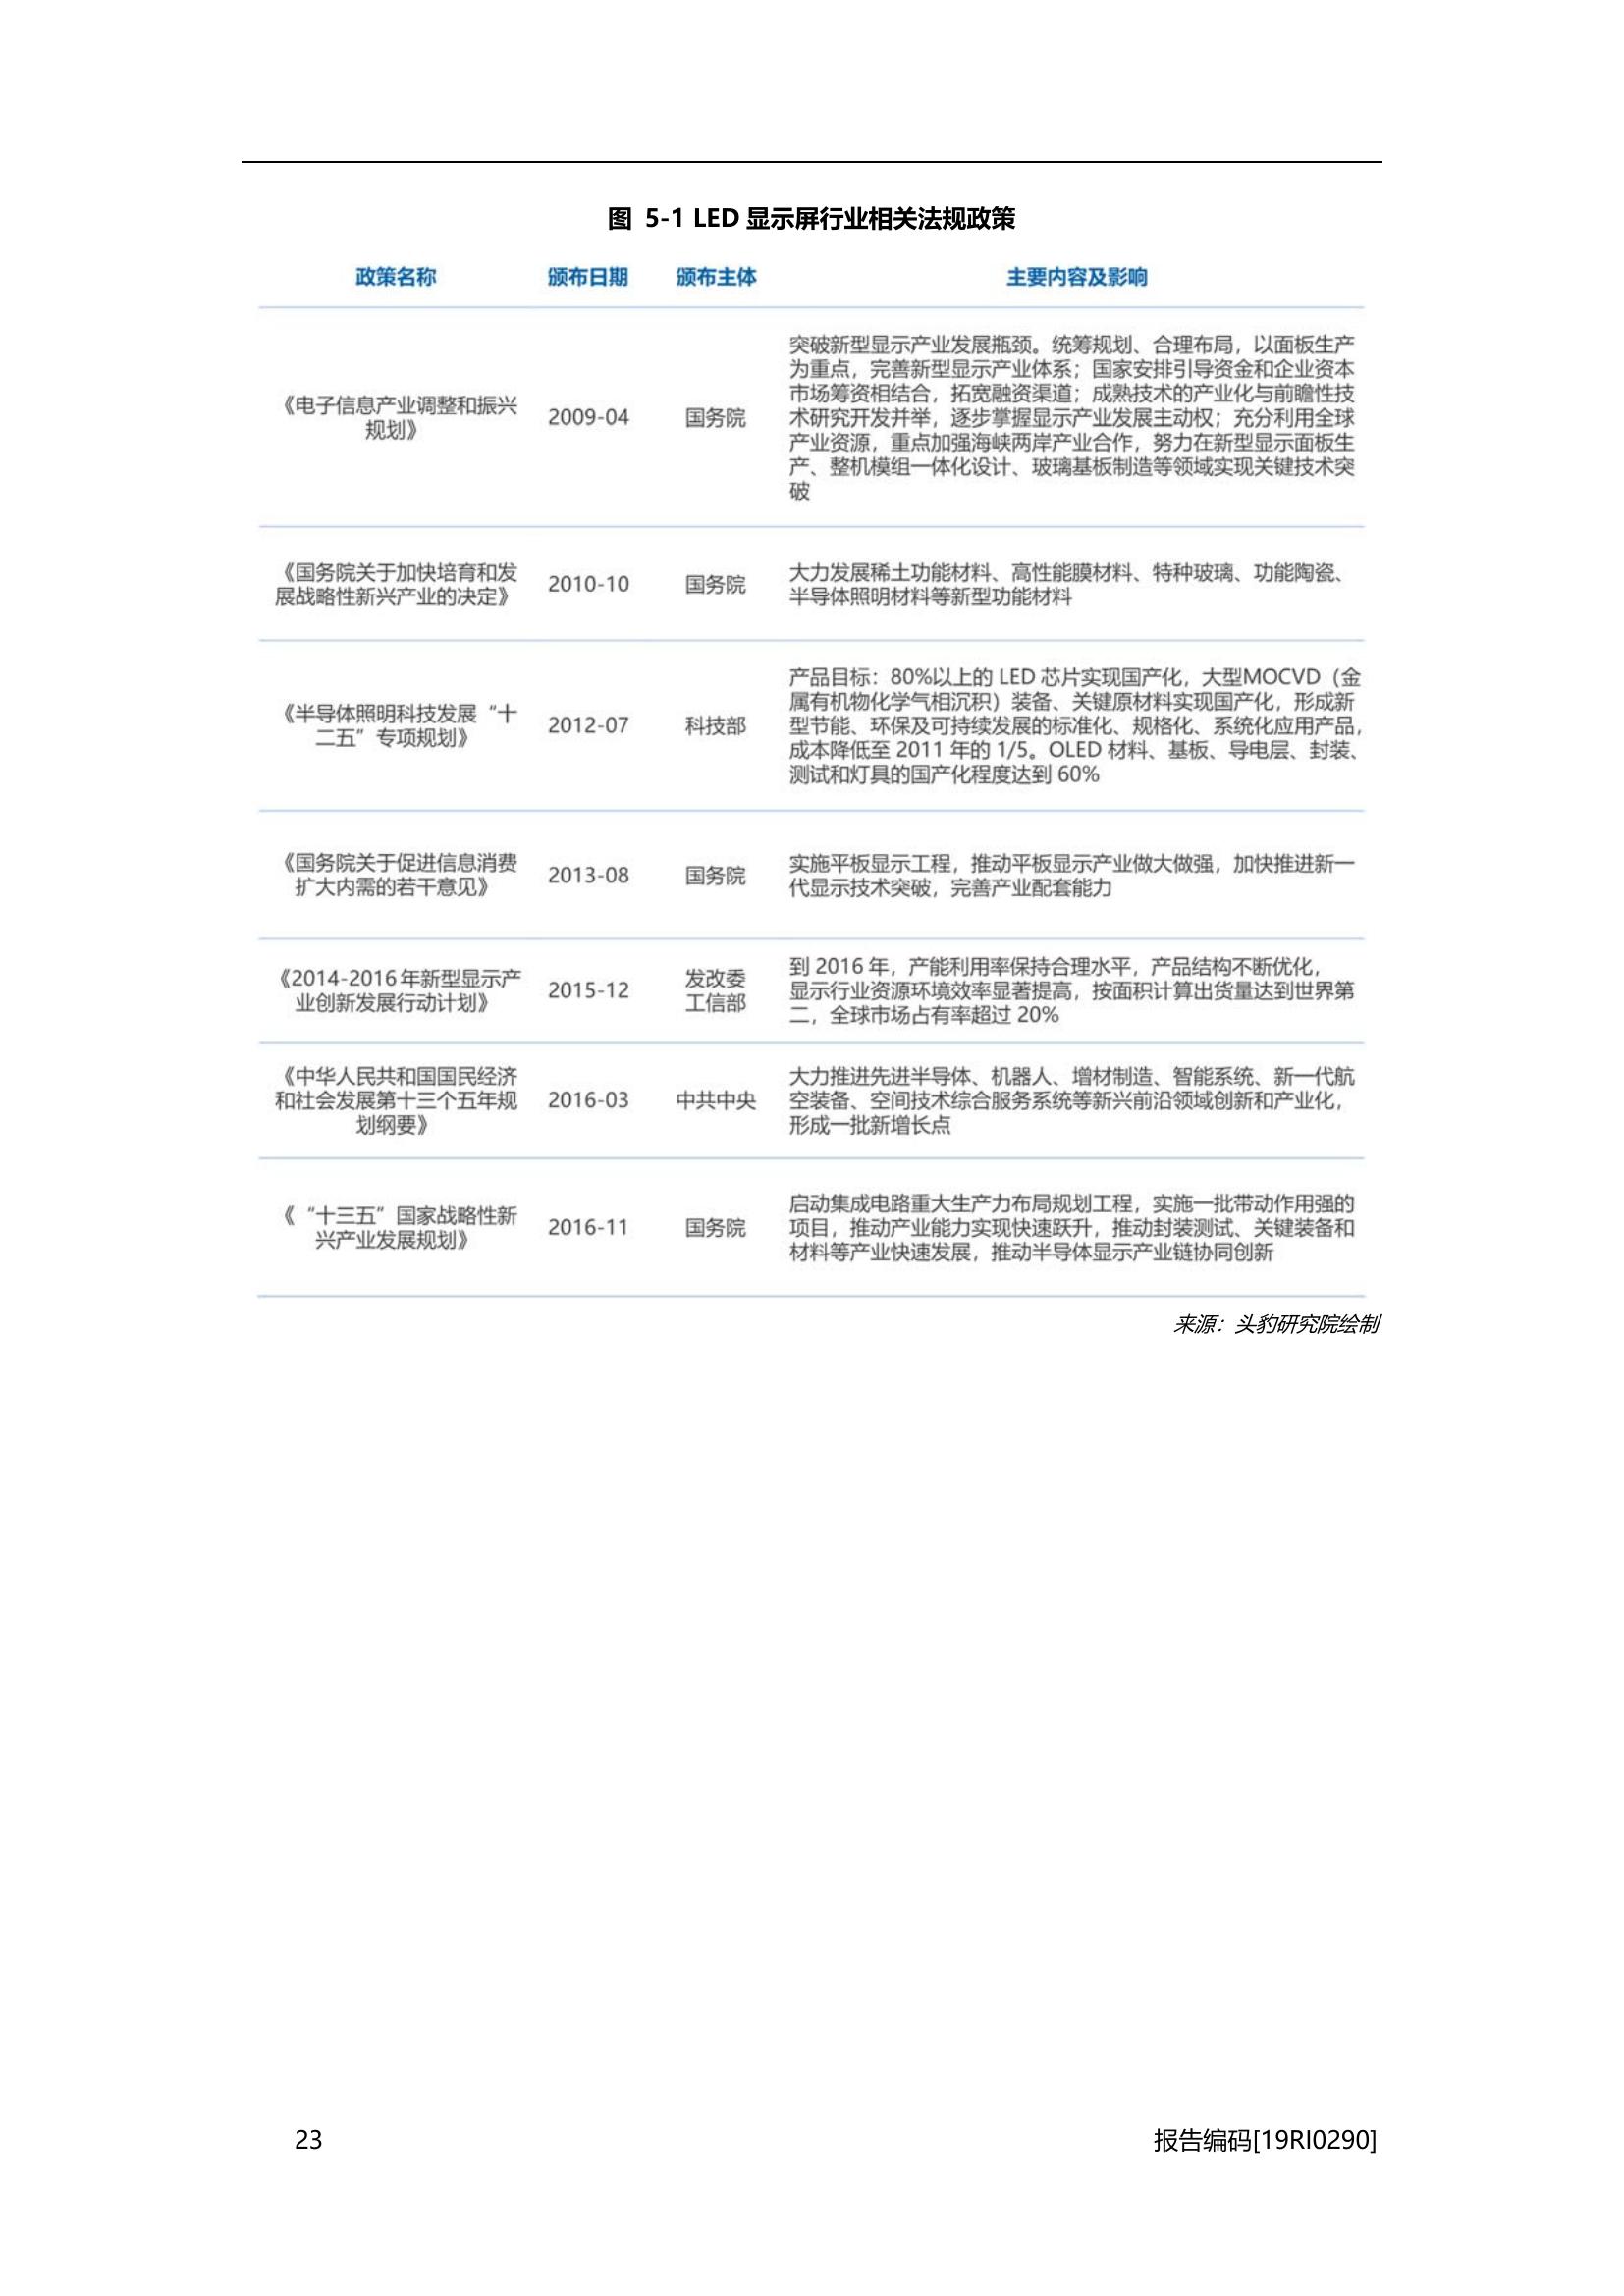 图 5-1 LED 显示屏行业相关法规政策
政策名称 颁布日期 颁布主体 主要内容及影响
《电子信息产业调整和振兴
规划》
2009-04
国务院
突破新型显示产业发展瓶颈。统筹规划、合理布局，以面板生产
为重点，完善新型显示产业体系；国家安排引导资金和企业资本
市场筹资相结合，拓宽融资渠道；成熟技术的产业化与前瞻性技
术研究开发并举，逐步掌握显示产业发展主动权；充分利用全球
产业资源，重点加强海峡两岸产业合作，努力在新型显示面板生
产、整机模组一体化设计、玻璃基板制造等领域实现关键技术突
破
《国务院关于加快培育和发
展战略性新兴产业的决定》
2010-10
国务院
大力发展稀土功能材料、高性能膜材料、特种玻璃、功能陶瓷、
半导体照明材料等新型功能材料
《半导体照明科技发展“十
二五”专项规划》
2012-07
科技部
产品目标：80%以上的 LED 芯片实现国产化，大型MOCVD（金
属有机物化学气相沉积）装备、关键原材料实现国产化，形成新
型节能、环保及可持续发展的标准化、规格化、系统化应用产品，
成本降低至 2011 年的 1/5。OLED 材料、基板、导电层、封装、
测试和灯具的国产化程度达到 60%
《国务院关于促进信息消费
扩大内需的若干意见》
2013-08
国务院
实施平板显示工程，推动平板显示产业做大做强，加快推进新一
代显示技术突破，完善产业配套能力
《2014-2016年新型显示产
业创新发展行动计划》
2015-12
发改委
工信部
到 2016 年，产能利用率保持合理水平，产品结构不断优化，
显示行业资源环境效率显著提高，按面积计算出货量达到世界第
二，全球市场占有率超过 20%
《中华人民共和国国民经济
和社会发展第十三个五年规
划纲要》
2016-03
中共中央
大力推进先进半导体、机器人、增材制造、智能系统、新一代航
空装备、空间技术综合服务系统等新兴前沿领域创新和产业化，
形成一批新增长点
《“十三五”国家战略性新
兴产业发展规划》
2016-11
国务院
启动集成电路重大生产力布局规划工程，实施一批带动作用强的
项目，推动产业能力实现快速跃升，推动封装测试、关键装备和
材料等产业快速发展，推动半导体显示产业链协同创新
来源：头豹研究院绘制
23 报告编码[19RI0290]